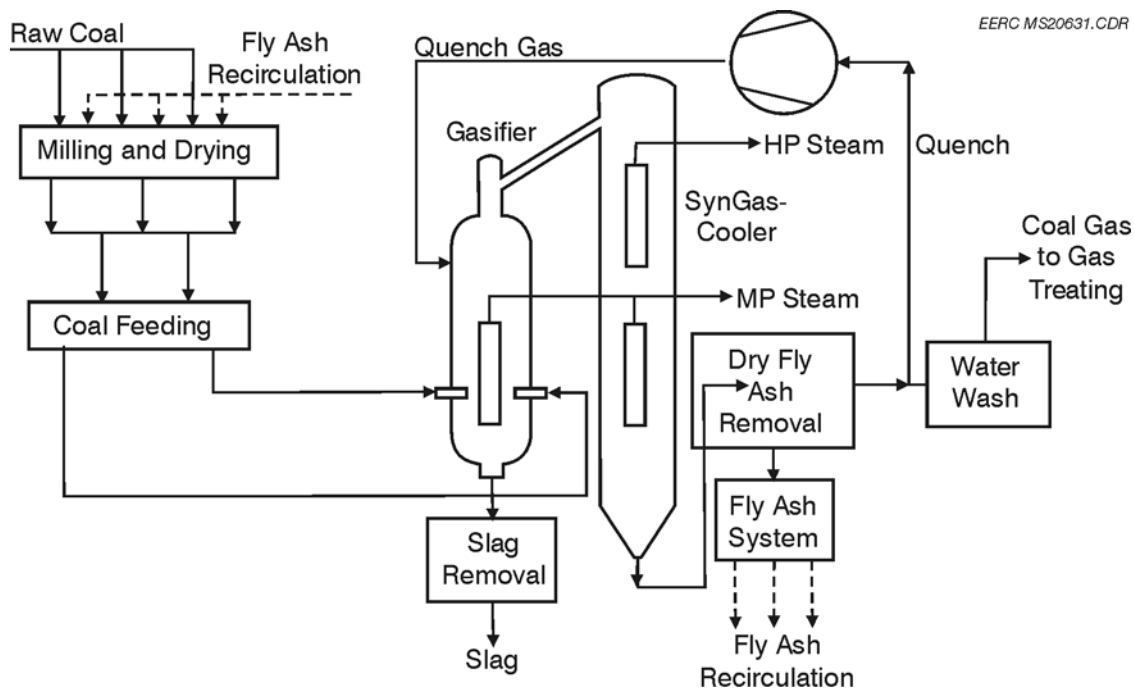 EERC MS20631.CDR
Raw Coal
Fly Ash
Recirculation
Quench Gas
Milling and Drying
Gasifier
HP Steam
Quench
SynGas-
Cooler
Coal Gas
to Gas
Treating
MP Steam
Coal Feeding
Dry Fly
Ash
Removal
Water
Wash
Slag
Removal
Fly Ash
System
Slag
Fly Ash
Recirculation